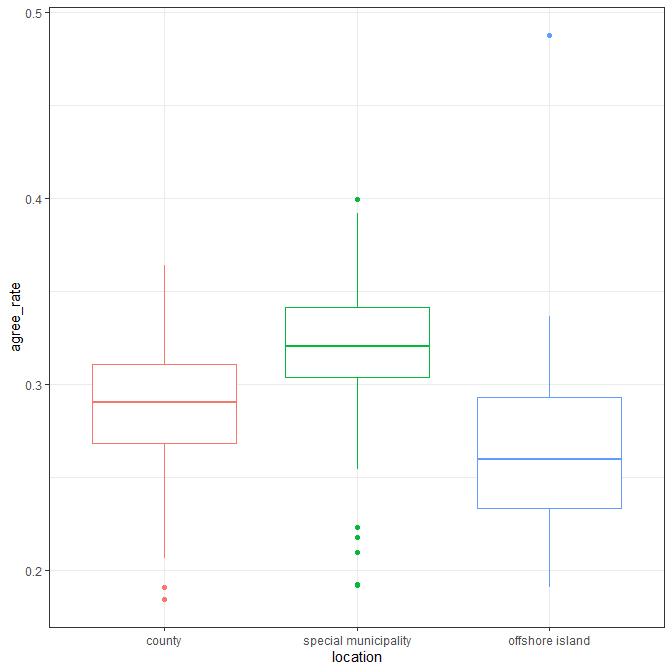 0.5
0.4
0.3
0.2
agree_rate
county
special municipality
offshore island
location